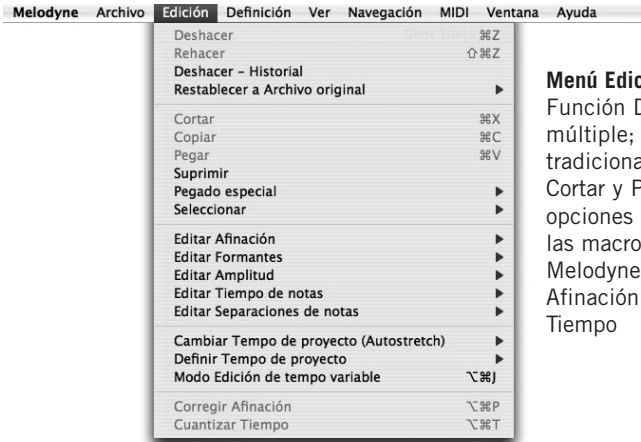 Melodyne Archivo Edición Definición Ver Navegación MIDI Ventana Ayuda
Deshacer ⌘Z
Rehacer ⇧⌘Z
Deshacer – Historial
Restablecer a Archivo original ▶
Cortar ⌘X
Copiar ⌘C
Pegar ⌘V
Suprimir
Pegado especial ▶
Seleccionar ▶
Editar Afinación ▶
Editar Formantes ▶
Editar Amplitud ▶
Editar Tiempo de notas ▶
Editar Separaciones de notas ▶
Cambiar Tempo de proyecto (Autostretch) ▶
Definir Tempo de proyecto ▶
Modo Edición de tempo variable ⌥⌘J
Corregir Afinación ⌥⌘P
Cuantizar Tiempo ⌥⌘T
Menú Edic
Función D
múltiple;
tradiciona
Cortar y P
opciones
las macro
Melodyne
Afinación
Tiempo